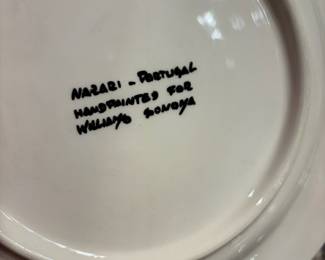 NAZARI - PORTUGAL
HANDPAINTED FOR
WILLIAMS SONOMA